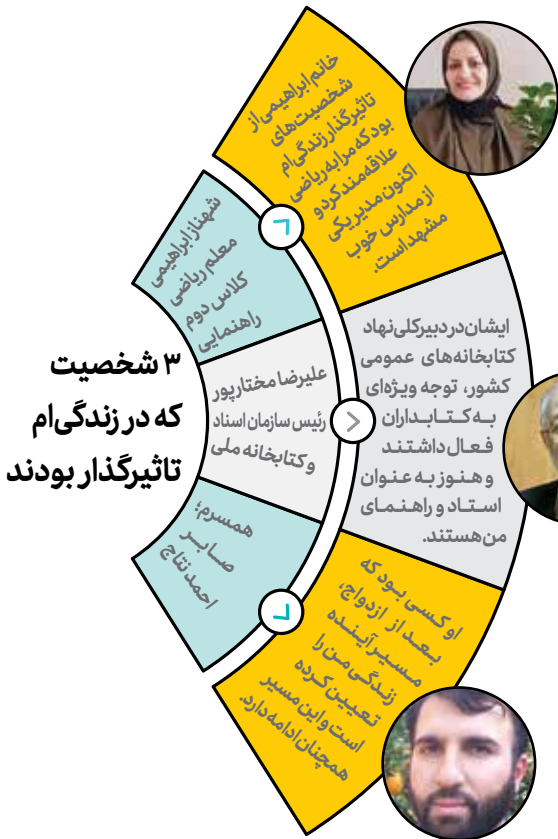 ۳ شخصیت
که در زندگی‌ام
تاثیرگذار بودند
شهناز ابراهیمی
معلم ریاضی
کلاس دوم
راهنمایی
خانم ابراهیمی از
شخصیت‌های
تاثیرگذار زندگی‌ام
بود که مرا به ریاضی
علاقه‌مند کرد و
اکنون مدیر یکی
از مدارس خوب
مشهد است.
علیرضا مختارپور
رئیس سازمان اسناد
و کتابخانه ملی
ایشان در دبیرکلی نهاد
کتابخانه‌های عمومی
کشور، توجه ویژه‌ای
به کتابداران
فعال داشتند
و هنوز به عنوان
استاد و راهنمای
من هستند.
همسرم؛
صابر
احمد نتاج
او کسی بود که
بعد از ازدواج،
مسیر آینده
زندگی من را
تعیین کرده
است و این مسیر
همچنان ادامه دارد.